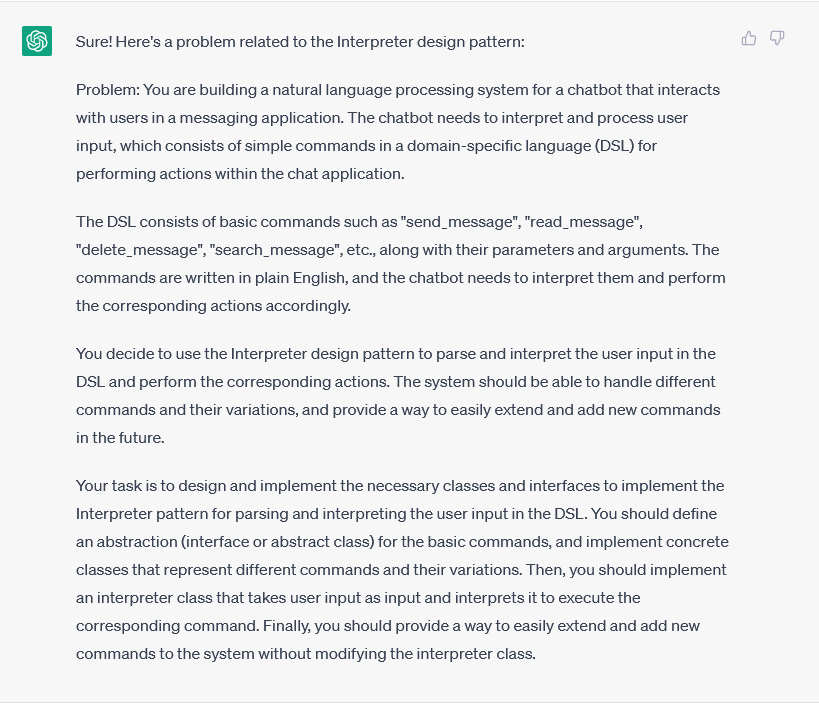 Sure! Here's a problem related to the Interpreter design pattern:
Problem: You are building a natural language processing system for a chatbot that interacts
with users in a messaging application. The chatbot needs to interpret and process user
input, which consists of simple commands in a domain-specific language (DSL) for
performing actions within the chat application.
The DSL consists of basic commands such as "send_message", "read_message",
"delete_message", "search_message", etc., along with their parameters and arguments. The
commands are written in plain English, and the chatbot needs to interpret them and perform
the corresponding actions accordingly.
You decide to use the Interpreter design pattern to parse and interpret the user input in the
DSL and perform the corresponding actions. The system should be able to handle different
commands and their variations, and provide a way to easily extend and add new commands
in the future.
Your task is to design and implement the necessary classes and interfaces to implement the
Interpreter pattern for parsing and interpreting the user input in the DSL. You should define
an abstraction (interface or abstract class) for the basic commands, and implement concrete
classes that represent different commands and their variations. Then, you should implement
an interpreter class that takes user input as input and interprets it to execute the
corresponding command. Finally, you should provide a way to easily extend and add new
commands to the system without modifying the interpreter class.